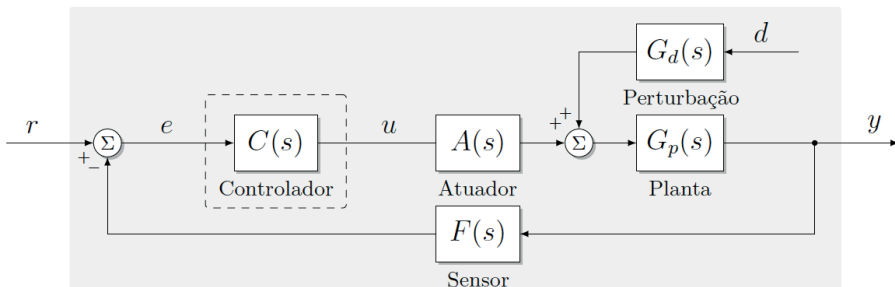 d
G_d(s)
Perturbação
r
+
−
Σ
e
C(s)
Controlador
u
A(s)
Atuador
+
+
Σ
G_p(s)
Planta
y
F(s)
Sensor